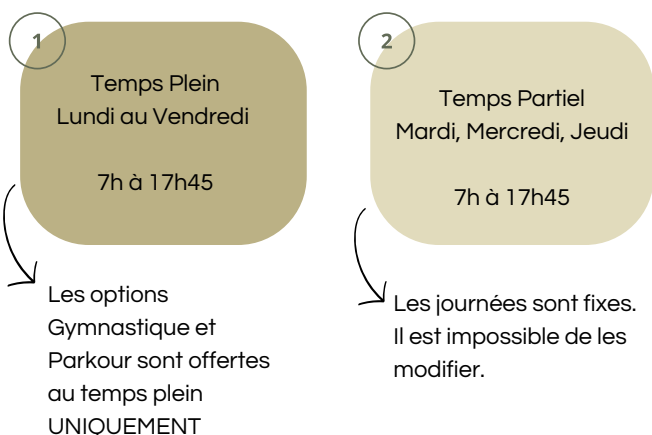 1
Temps Plein
Lundi au Vendredi
7h à 17h45
Les options
Gymnastique et
Parkour sont offertes
au temps plein
UNIQUEMENT
2
Temps Partiel
Mardi, Mercredi, Jeudi
7h à 17h45
Les journées sont fixes.
Il est impossible de les
modifier.